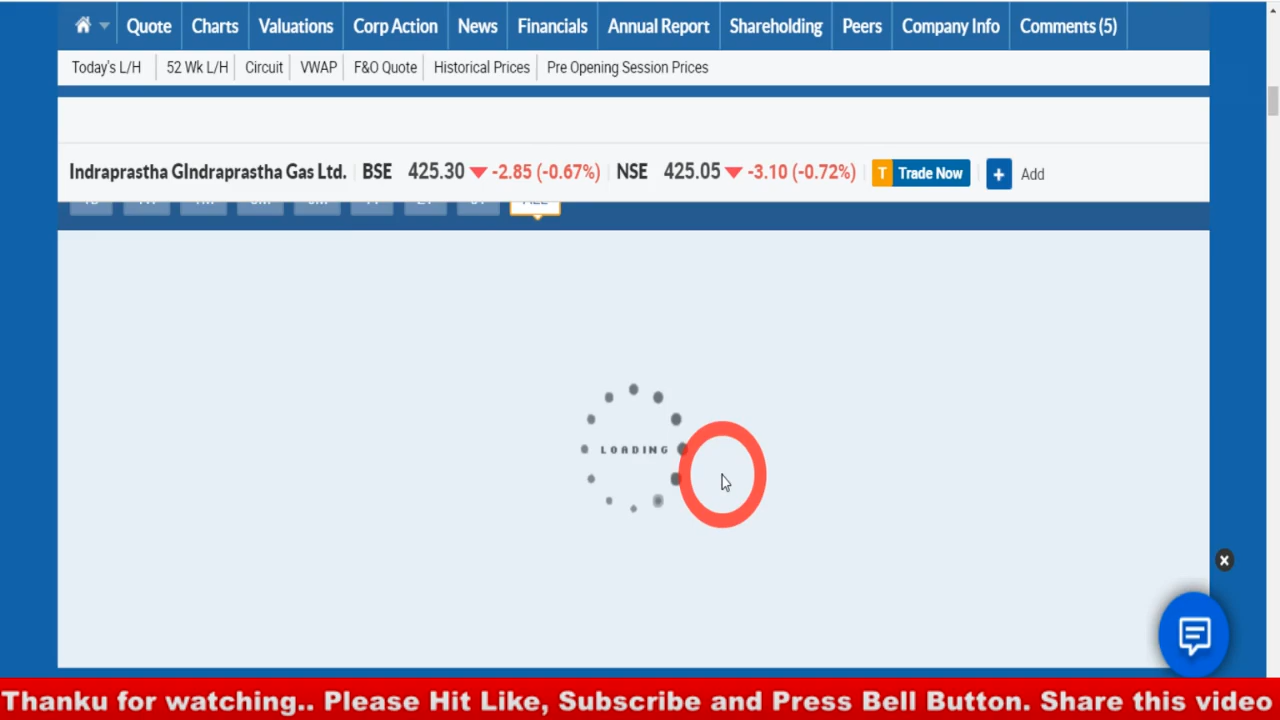 Quote Charts Valuations Corp Action News Financials Annual Report Shareholding Peers Company Info Comments (5)
Today's L/H 52 Wk L/H Circuit VWAP F&O Quote Historical Prices Pre Opening Session Prices
Indraprastha GIndraprastha Gas Ltd. BSE 425.30 -2.85 (-0.67%) NSE 425.05 -3.10 (-0.72%) T Trade Now + Add
LOADING
Thanku for watching.. Please Hit Like, Subscribe and Press Bell Button. Share this video